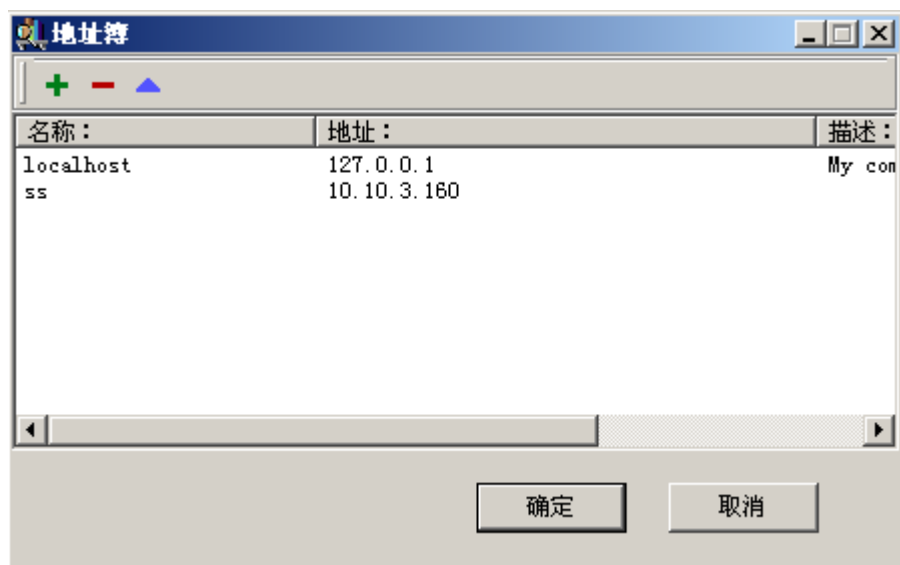 地址簿
名称： 地址： 描述：
localhost 127.0.0.1 My com
ss 10.10.3.160
确定 取消